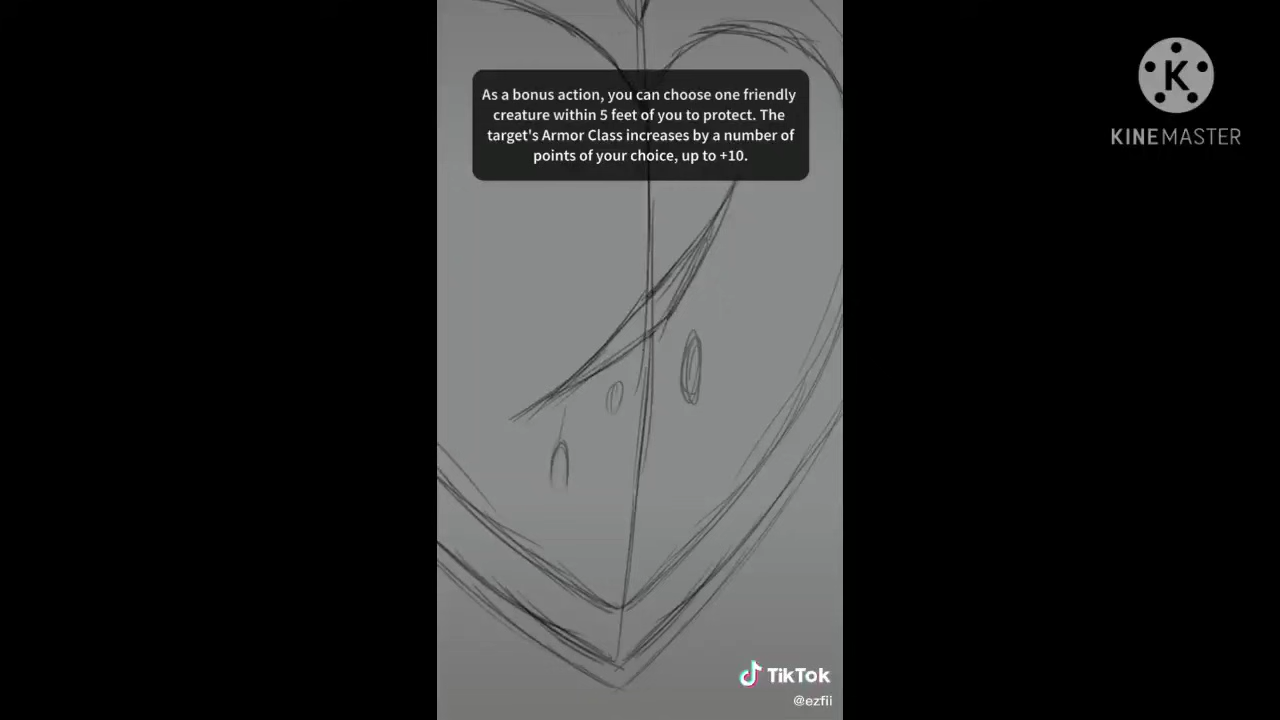 As a bonus action, you can choose one friendly
creature within 5 feet of you to protect. The
target's Armor Class increases by a number of
points of your choice, up to +10.
K
KINEMASTER
TikTok
@ezfii